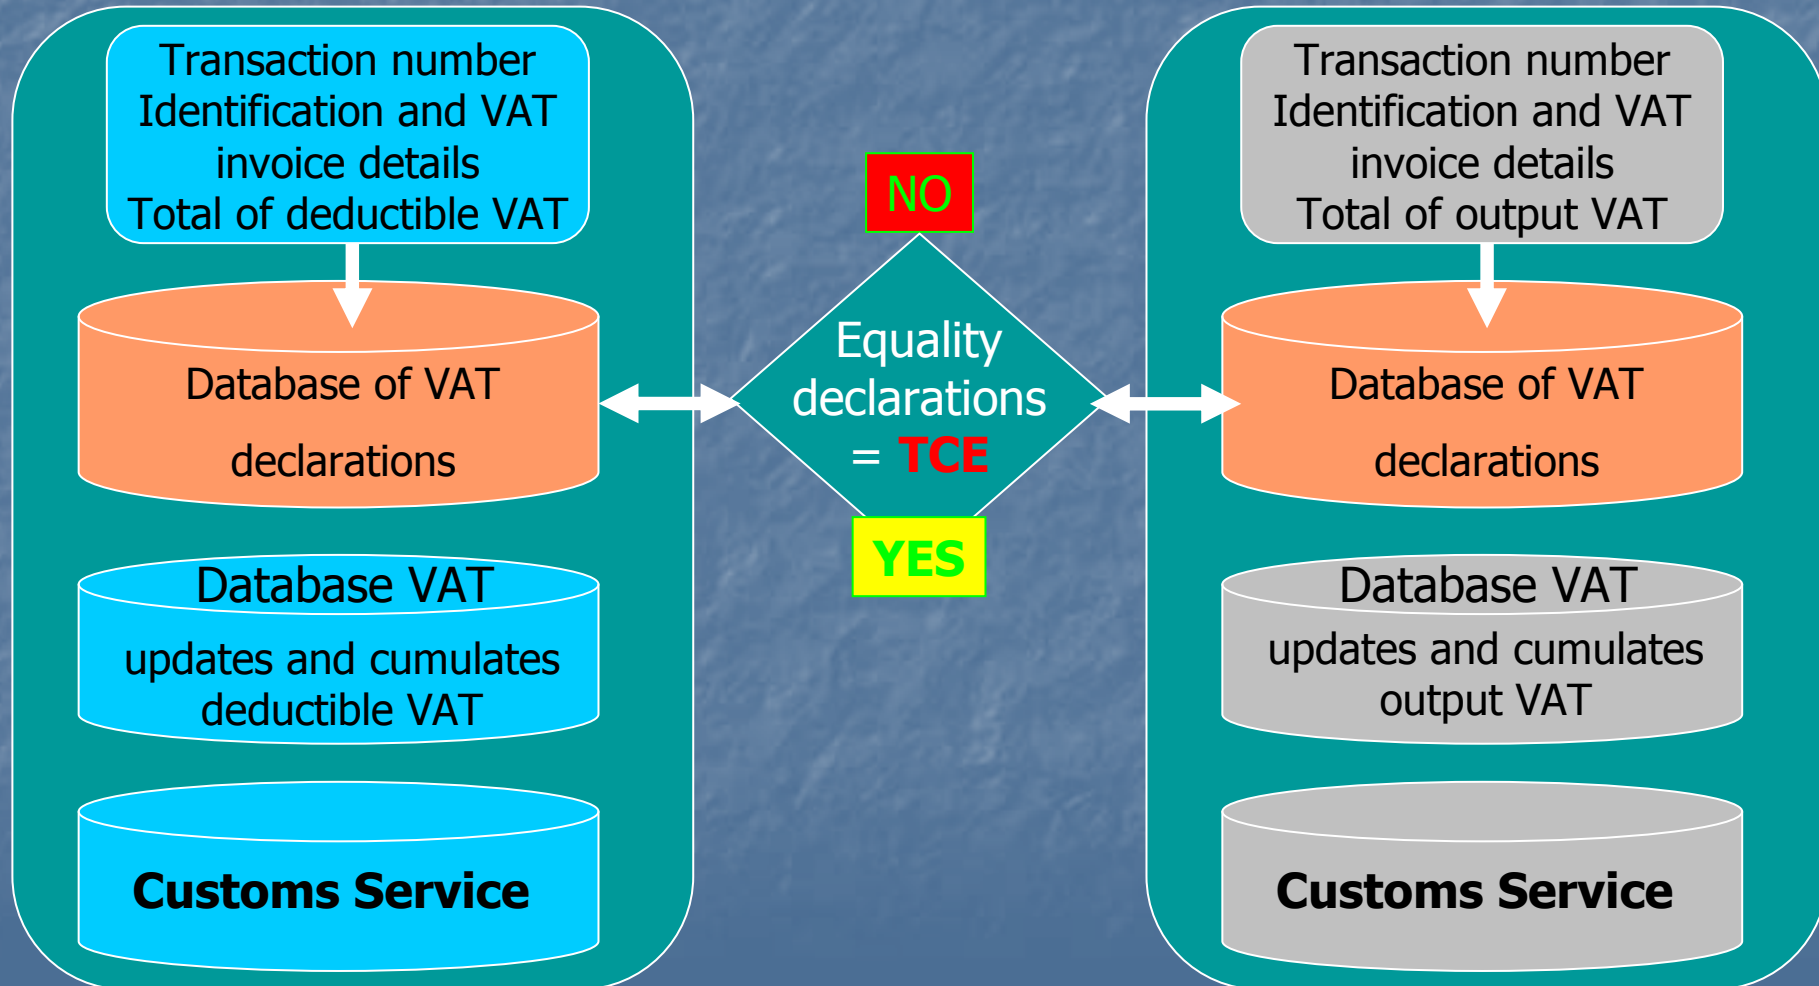 Transaction number
Identification and VAT
invoice details
Total of deductible VAT
Database of VAT
declarations
Database VAT
updates and cumulates
deductible VAT
Customs Service
NO
Equality
declarations
= TCE
YES
Transaction number
Identification and VAT
invoice details
Total of output VAT
Database of VAT
declarations
Database VAT
updates and cumulates
output VAT
Customs Service